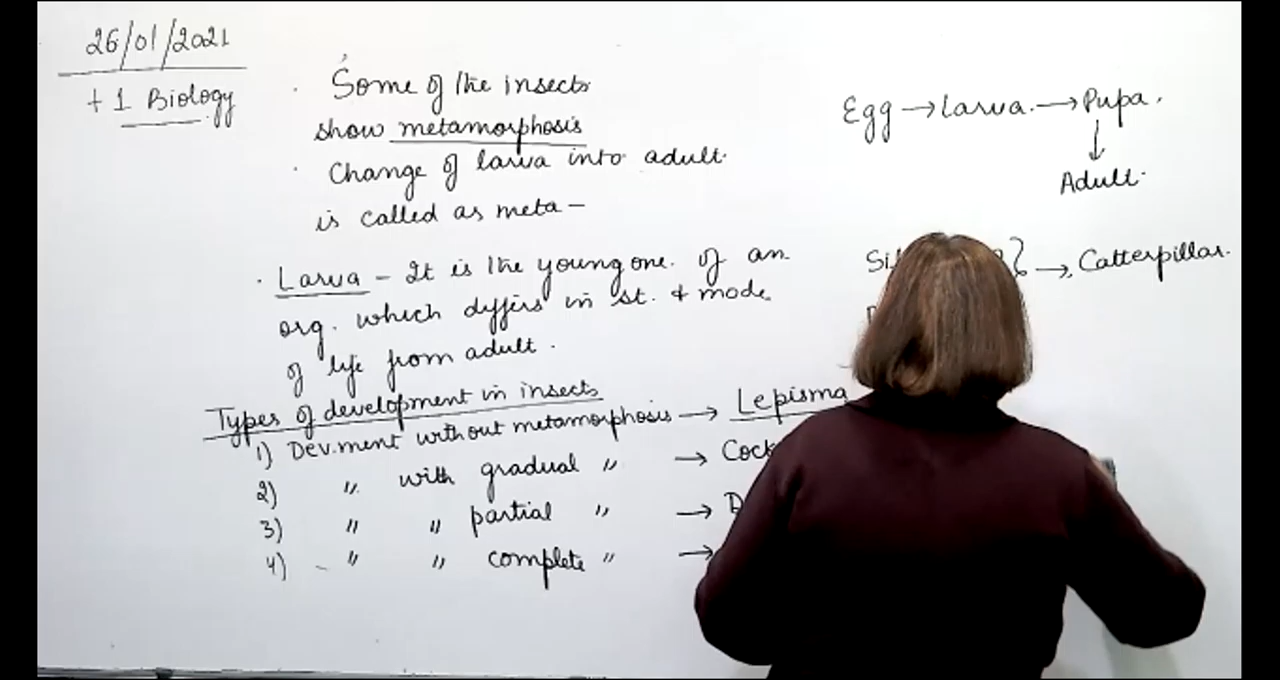 26/01/2021
+1 Biology
· Some of the insects
show metamorphosis
· Change of larva into adult.
is called as meta –
· Larva – It is the young one. of an
org. which differs in st. & mode
of life from adult.
Types of development in insects
1) Dev.ment without metamorphosis → Lepisma
2) " with gradual " →
3) " " partial " →
4) " " complete " →
Egg → Larva. → Pupa.
↓
Adult.
} → Catterpillar.